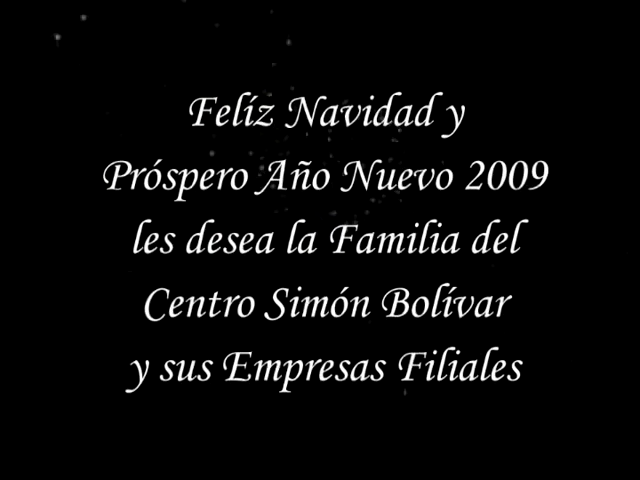 Felíz Navidad y
Próspero Año Nuevo 2009
les desea la Familia del
Centro Simón Bolívar
y sus Empresas Filiales